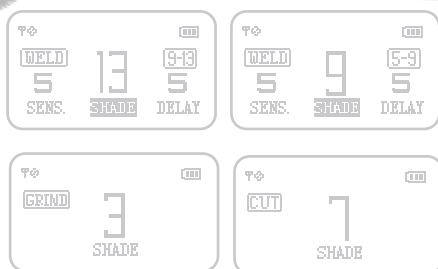 WELD 13 9-13
5 5
SENS. SHADE DELAY
WELD 9 5-9
5 5
SENS. SHADE DELAY
GRIND
3
SHADE
CUT
7
SHADE